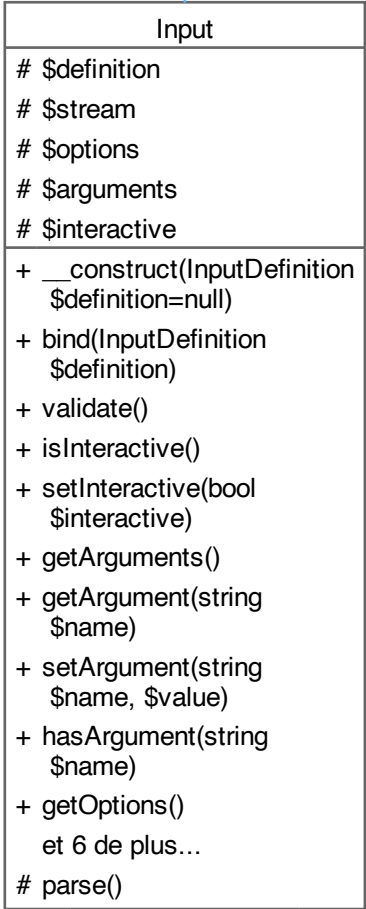 Input
# $definition
# $stream
# $options
# $arguments
# $interactive
+ __construct(InputDefinition
$definition=null)
+ bind(InputDefinition
$definition)
+ validate()
+ isInteractive()
+ setInteractive(bool
$interactive)
+ getArguments()
+ getArgument(string
$name)
+ setArgument(string
$name, $value)
+ hasArgument(string
$name)
+ getOptions()
et 6 de plus...
# parse()